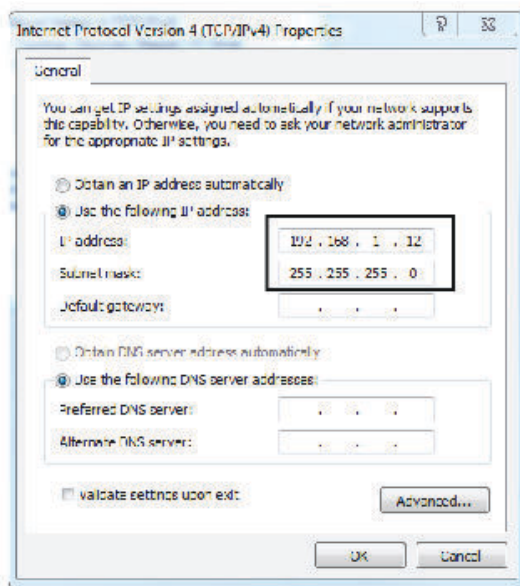 Internet Protocol Version 4 (TCP/IPv4) Properties
General
You can get IP settings assigned automatically if your network supports
this capability. Otherwise, you need to ask your network administrator
for the appropriate IP settings.
Obtain an IP address automatically
Use the following IP address:
IP address: 192 . 168 . 1 . 12
Subnet mask: 255 . 255 . 255 . 0
Default gateway: . . .
Obtain DNS server address automatically
Use the following DNS server addresses:
Preferred DNS server: . . .
Alternate DNS server: . . .
Validate settings upon exit
Advanced...
OK Cancel